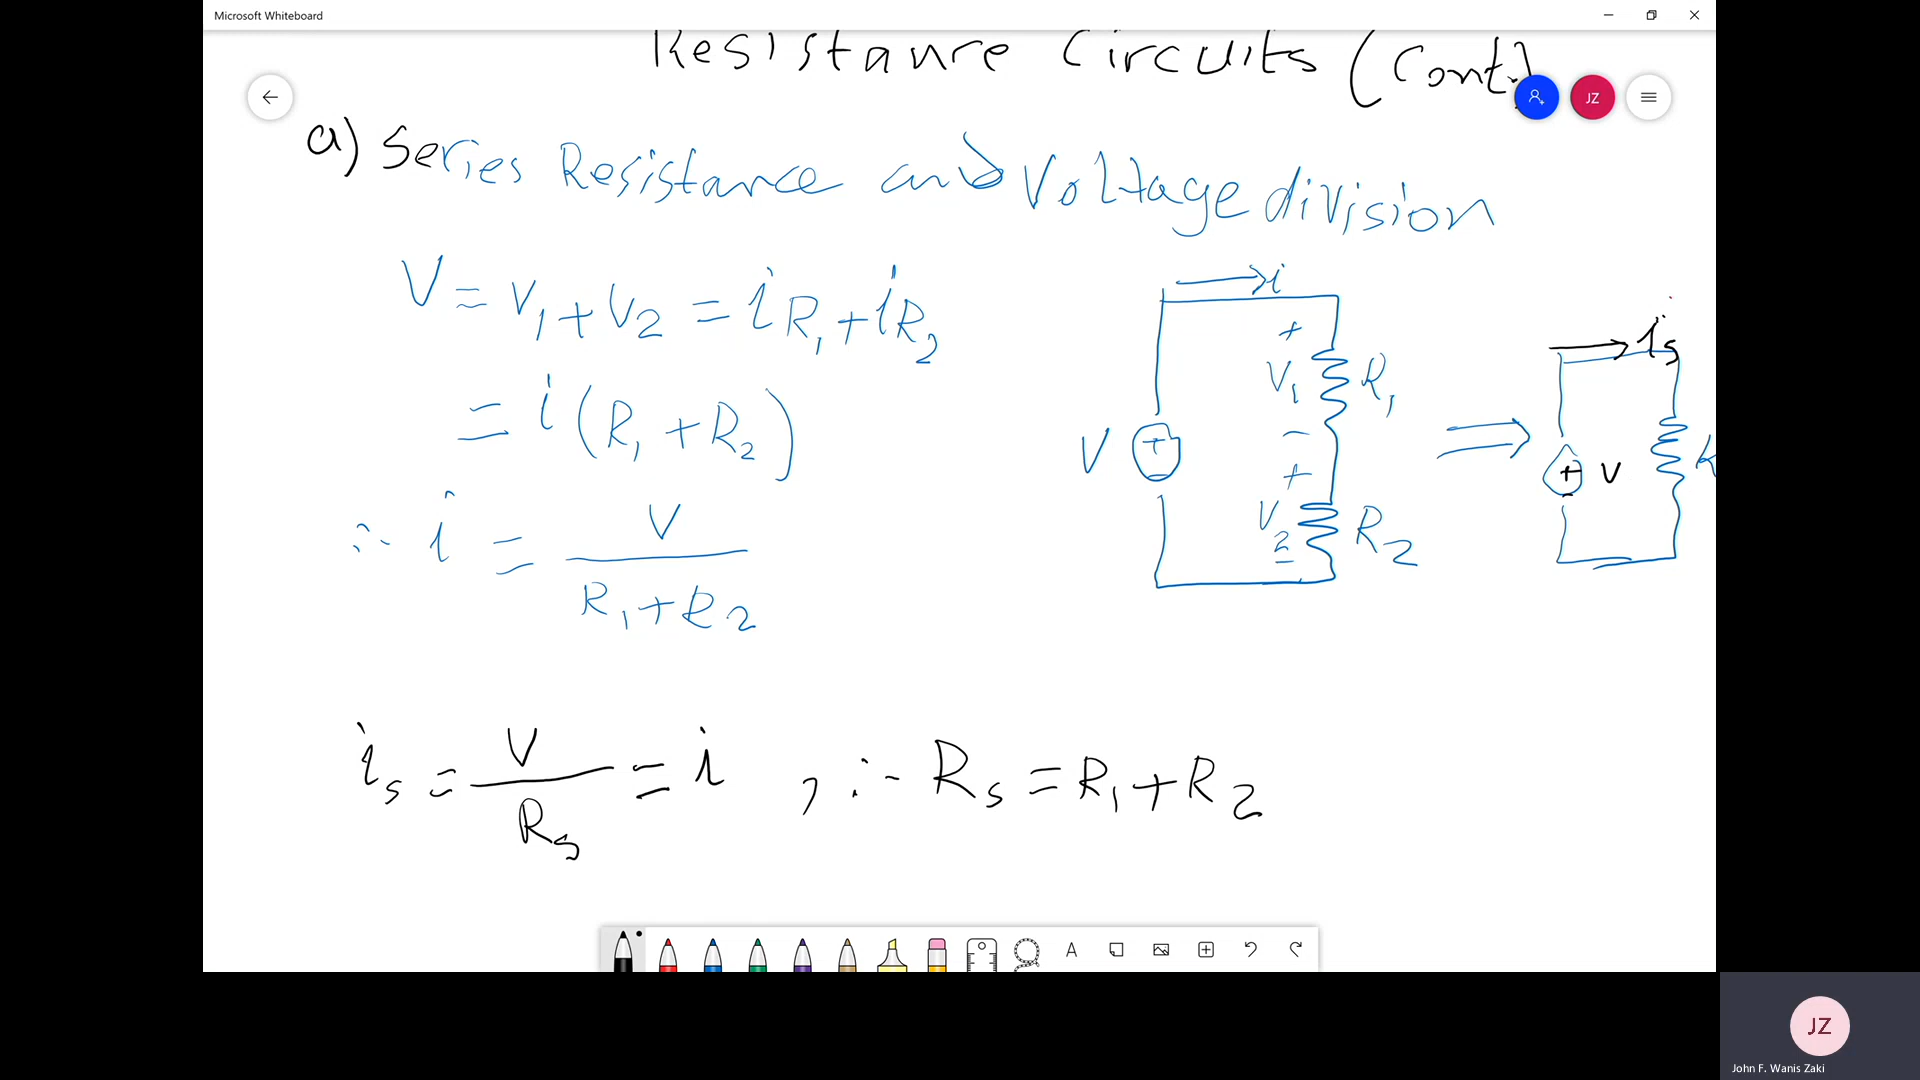 Microsoft Whiteboard
Resistance Circuits (Cont.)
JZ
a) Series Resistance and Voltage division
V = V1 + V2 = iR1 + iR2
= i (R1 + R2)
∴ i = V / (R1 + R2)
i
+
V1
−
R1
V
+
−
+
V2
−
R2
is
+
−
V
is = V / Rs = i , ∴ Rs = R1 + R2
A
JZ
John F. Wanis Zaki